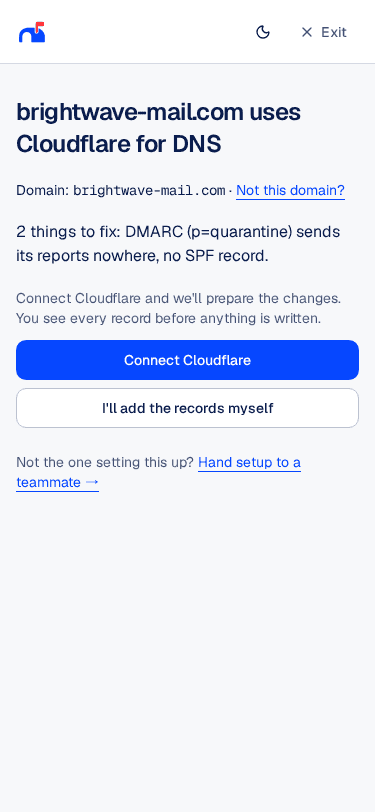 Exit
brightwave-mail.com uses
Cloudflare for DNS
Domain: brightwave-mail.com · Not this domain?
2 things to fix: DMARC (p=quarantine) sends
its reports nowhere, no SPF record.
Connect Cloudflare and we'll prepare the changes.
You see every record before anything is written.
Connect Cloudflare
I'll add the records myself
Not the one setting this up? Hand setup to a
teammate →